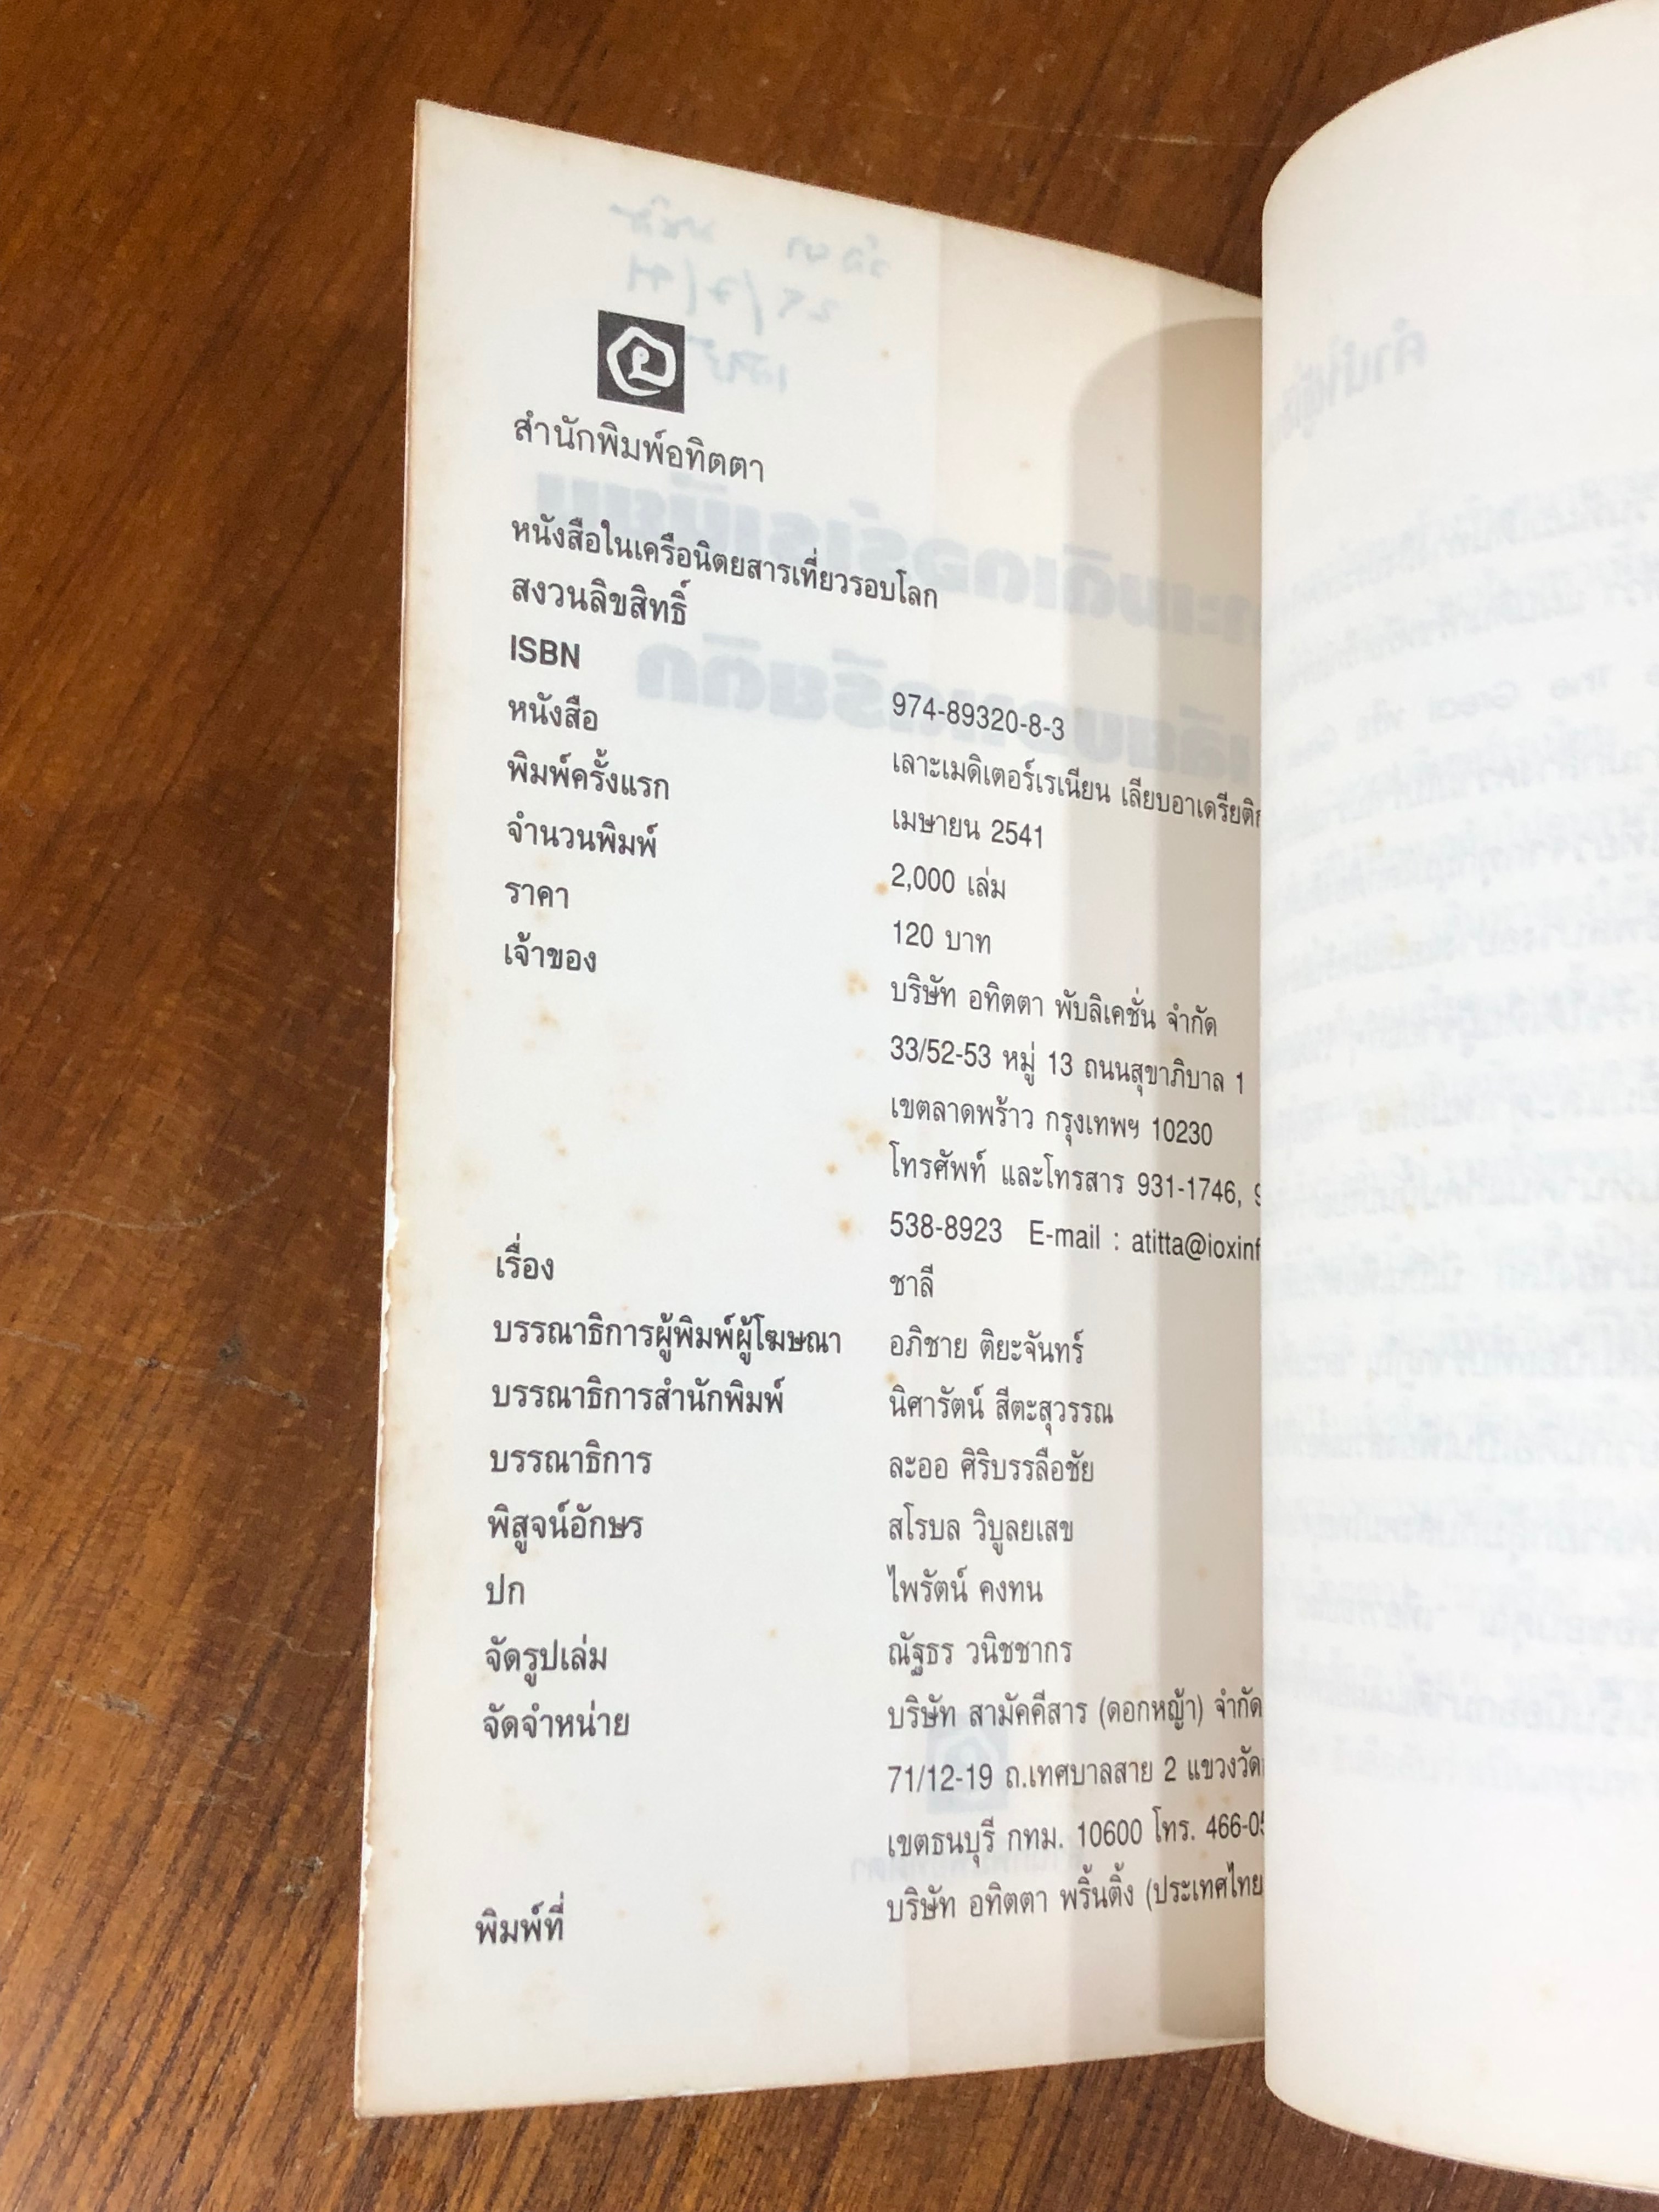 สำนักพิมพ์อทิตตา
หนังสือในเครือนิตยสารเที่ยวรอบโลก
สงวนลิขสิทธิ์
ISBN 974-89320-8-3
หนังสือ เลาะเมดิเตอร์เรเนียน เลียบอาเดรียติก
พิมพ์ครั้งแรก เมษายน 2541
จำนวนพิมพ์ 2,000 เล่ม
ราคา 120 บาท
เจ้าของ บริษัท อทิตตา พับลิเคชั่น จำกัด
33/52-53 หมู่ 13 ถนนสุขาภิบาล 1
เขตลาดพร้าว กรุงเทพฯ 10230
โทรศัพท์ และโทรสาร 931-1746,
538-8923 E-mail : atitta@ioxinf
เรื่อง ชาลี
บรรณาธิการผู้พิมพ์ผู้โฆษณา อภิชาย ติยะจันทร์
บรรณาธิการสำนักพิมพ์ นิศารัตน์ สีตะสุวรรณ
บรรณาธิการ ละออ ศิริบรรลือชัย
พิสูจน์อักษร สโรบล วิบูลยเสข
ปก ไพรัตน์ คงทน
จัดรูปเล่ม ณัฐธร วนิชชากร
จัดจำหน่าย บริษัท สามัคคีสาร (ดอกหญ้า) จำกัด
71/12-19 ถ.เทศบาลสาย 2 แขวงวัด
เขตธนบุรี กทม. 10600 โทร. 466-05
พิมพ์ที่ บริษัท อทิตตา พริ้นติ้ง (ประเทศไทย